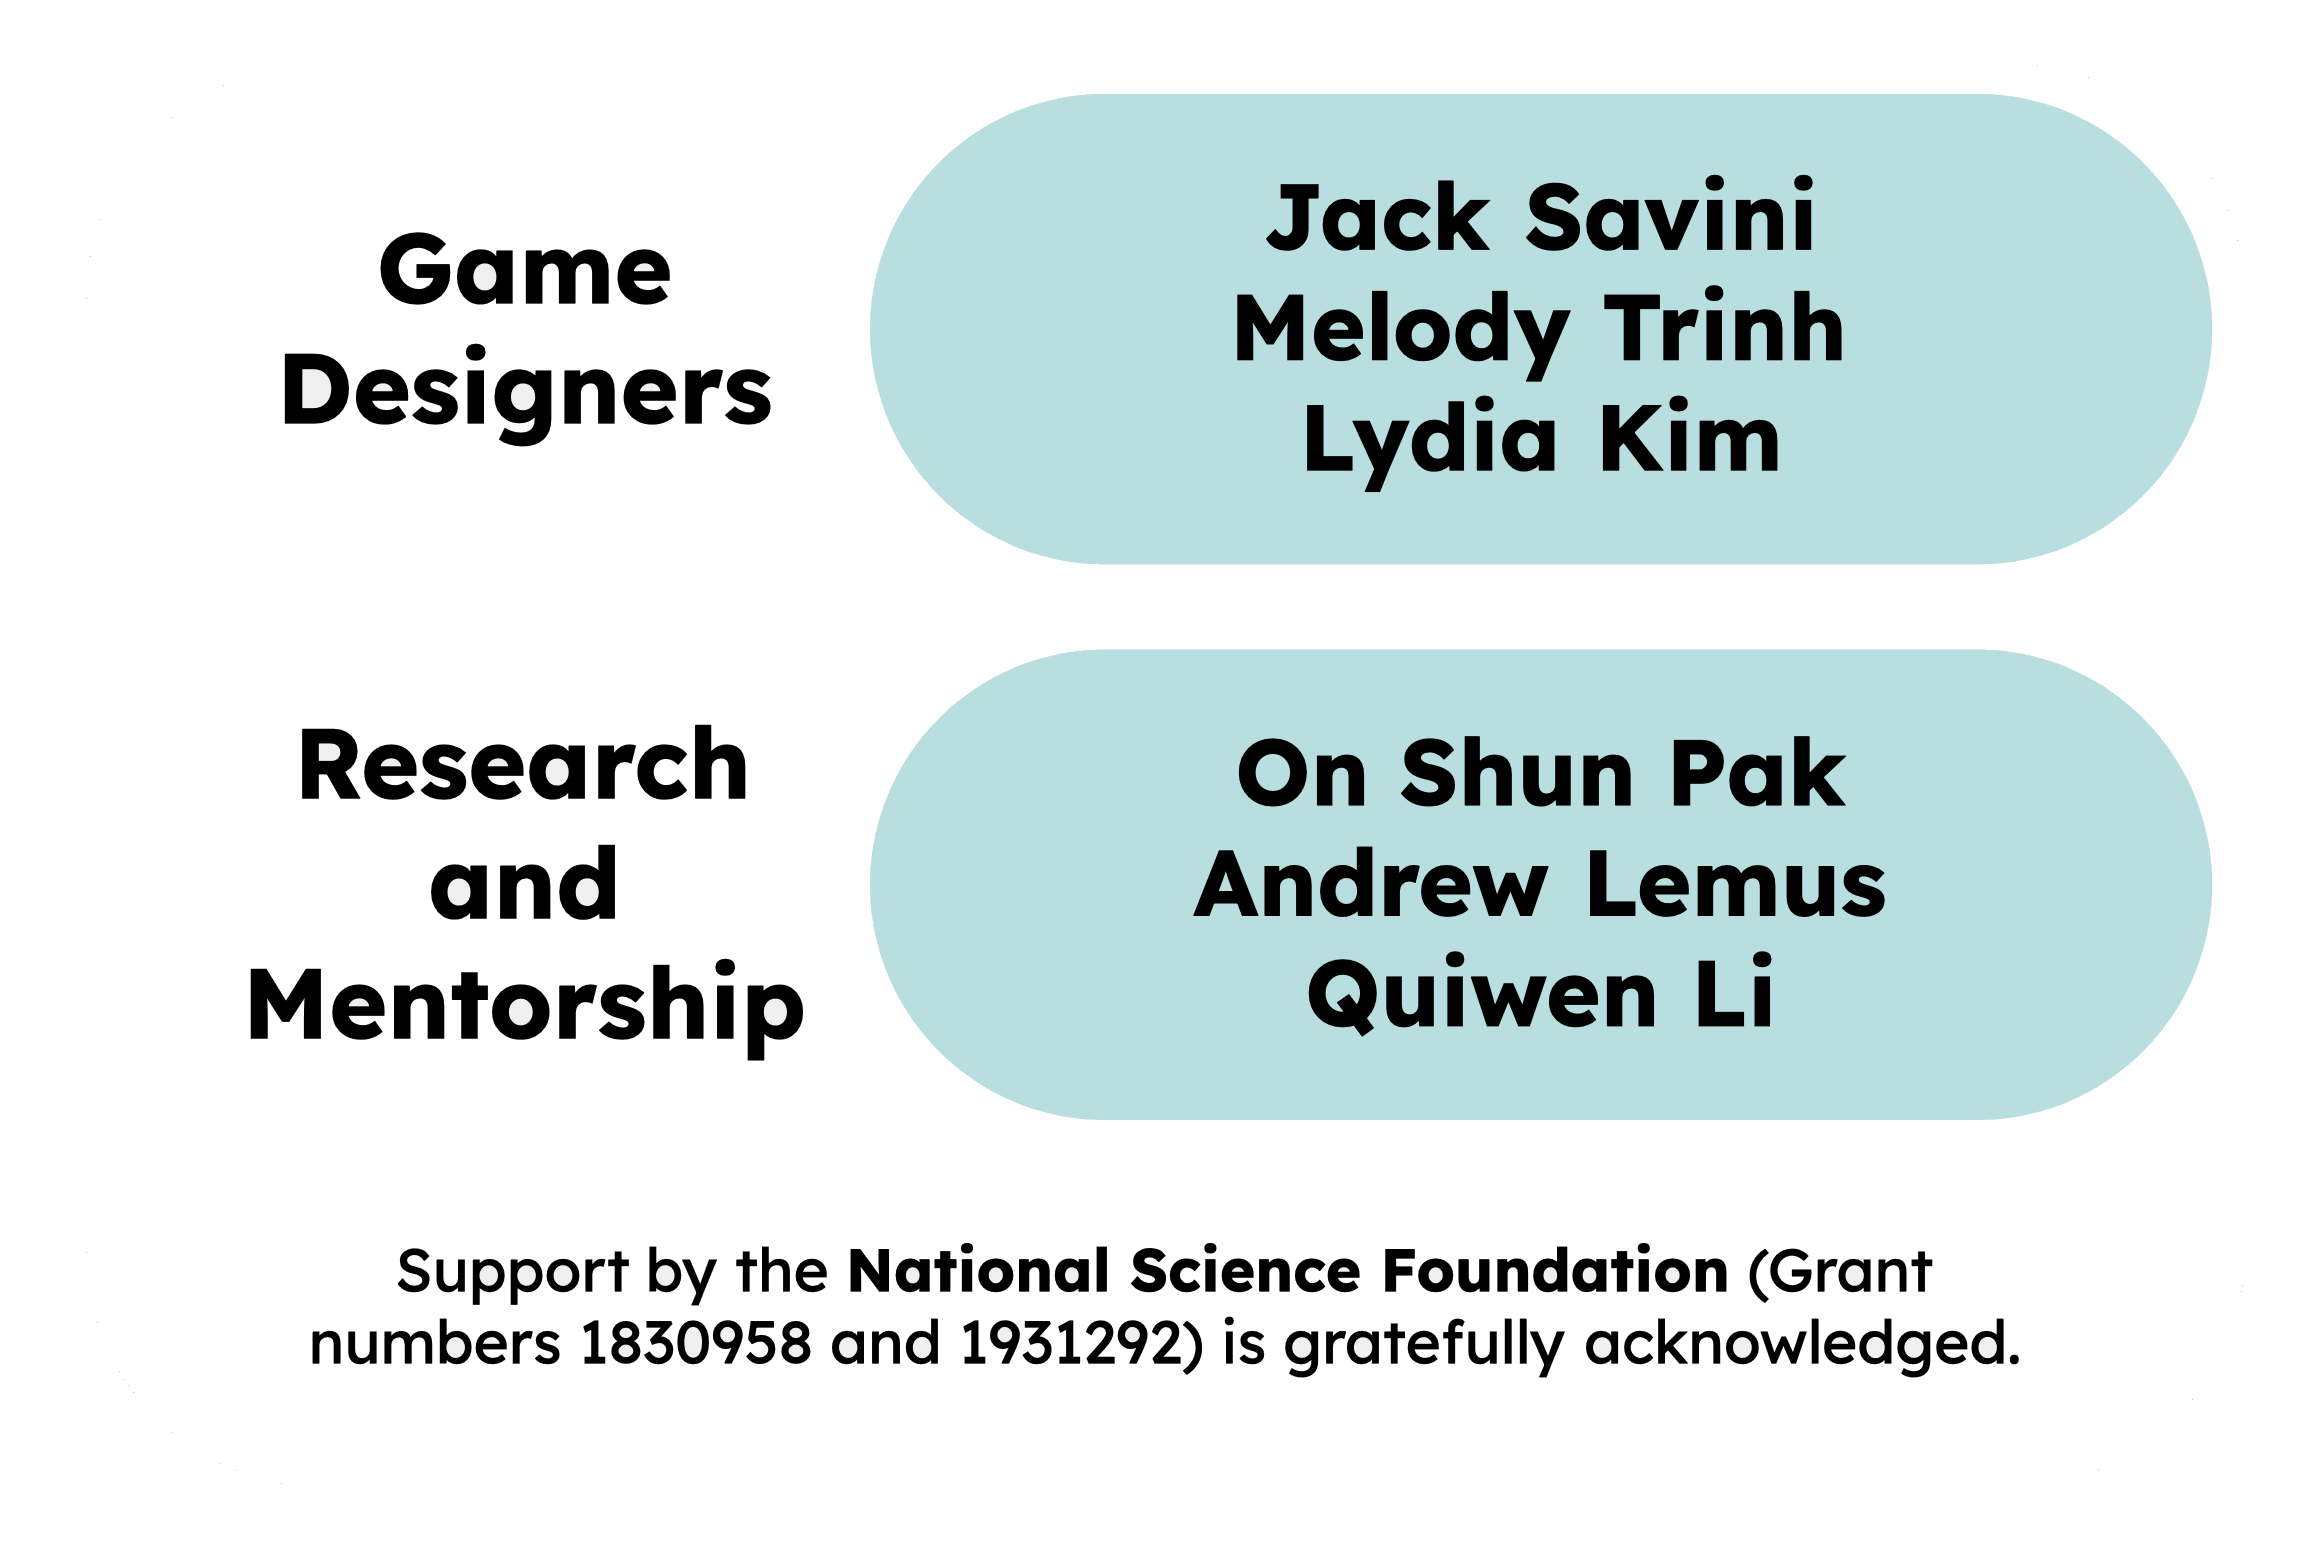 Game
Designers
Jack Savini
Melody Trinh
Lydia Kim
Research
and
Mentorship
On Shun Pak
Andrew Lemus
Quiwen Li
Support by the National Science Foundation (Grant
numbers 1830958 and 1931292) is gratefully acknowledged.